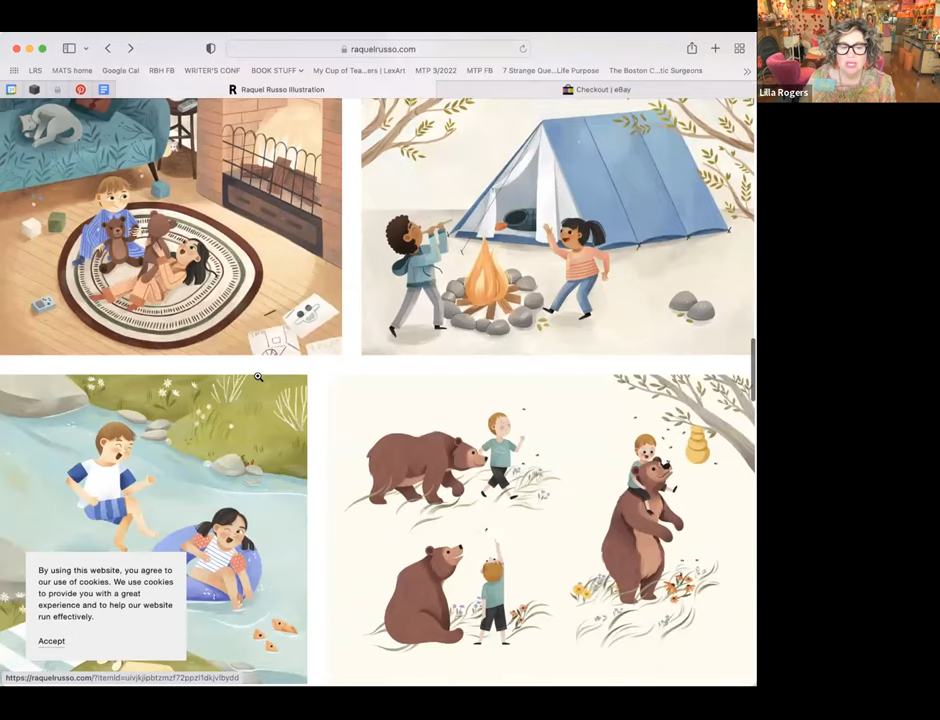 raquelrusso.com
LRS MATS home Google Cal RBH FB WRITER'S CONF BOOK STUFF My Cup of Tea...ers | LexArt MTP 3/2022 MTP FB 7 Strange Que...Life Purpose The Boston C...tic Surgeons
Raquel Russo Illustration
Checkout | eBay
Lilla Rogers
By using this website, you agree to
our use of cookies. We use cookies
to provide you with a great
experience and to help our website
run effectively.
Accept
https://raquelrusso.com/?itemId=uivjkjipbtzmzf72ppzl1dkjvlbydd